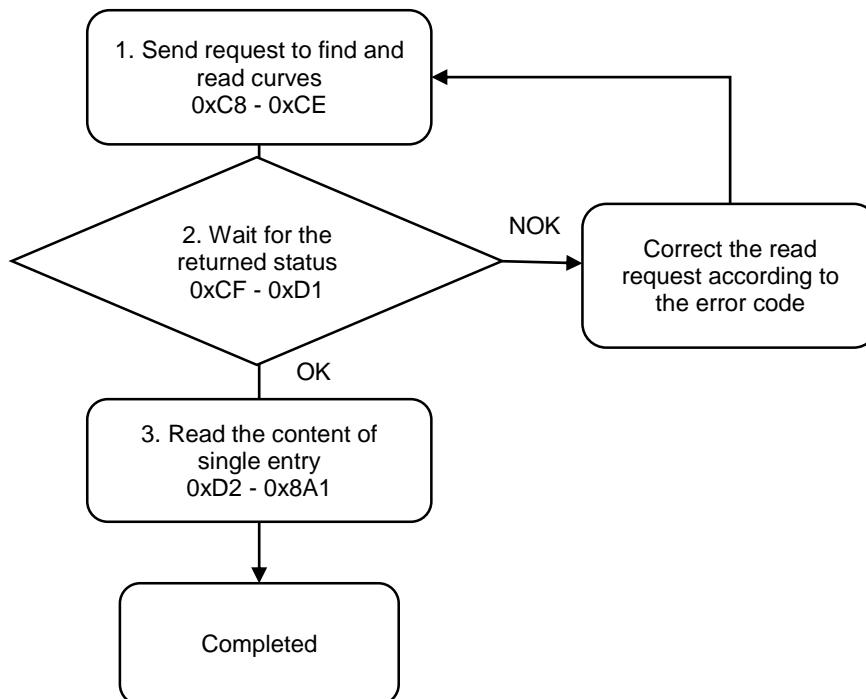 1. Send request to find and
read curves
0xC8 - 0xCE
2. Wait for the
returned status
0xCF - 0xD1
NOK
Correct the read
request according to
the error code
OK
3. Read the content of
single entry
0xD2 - 0x8A1
Completed